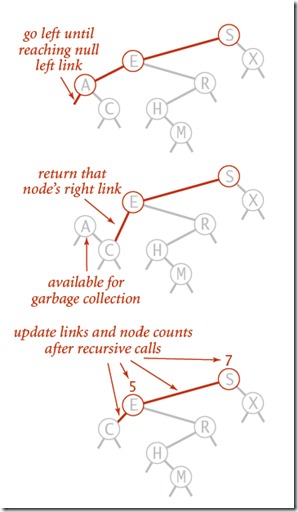 go left until
reaching null
left link
S
E
X
A
R
C
H
M
return that
node's right link
S
E
X
A
R
C
H
M
available for
garbage collection
update links and node counts
after recursive calls
7
5
S
E
X
C
R
H
M